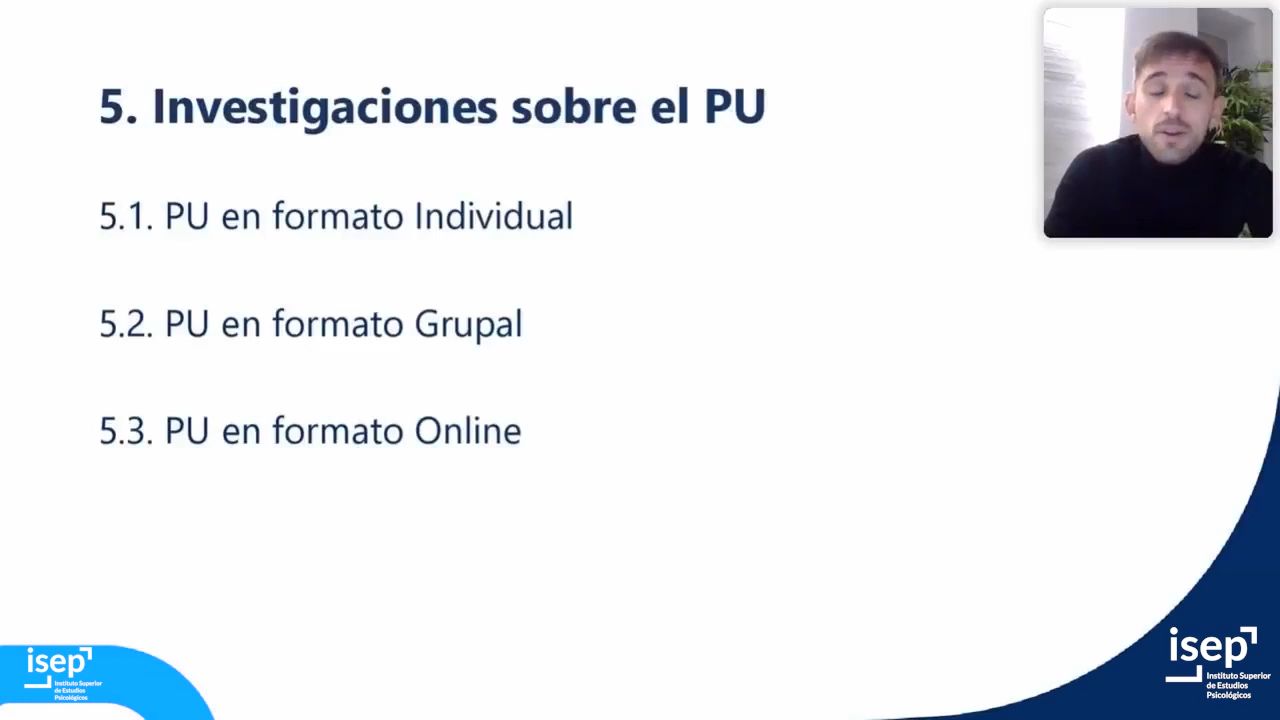 5. Investigaciones sobre el PU
5.1. PU en formato Individual
5.2. PU en formato Grupal
5.3. PU en formato Online
isep
Instituto Superior
de Estudios
Psicológicos
isep
Instituto Superior
de Estudios
Psicológicos